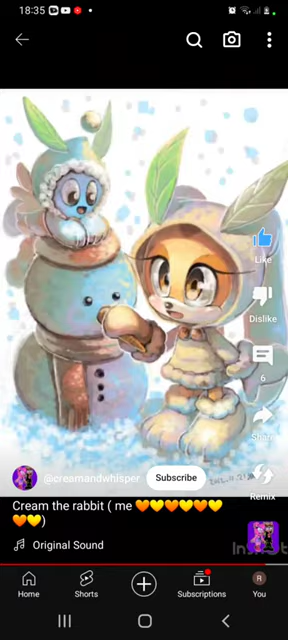 18:35
Like
Dislike
6
Share
@creamandwhisper
Subscribe
Remix
Cream the rabbit ( me 🧡💛🧡💛🧡💛
🧡💛)
Original Sound
Home
Shorts
Subscriptions
R
You